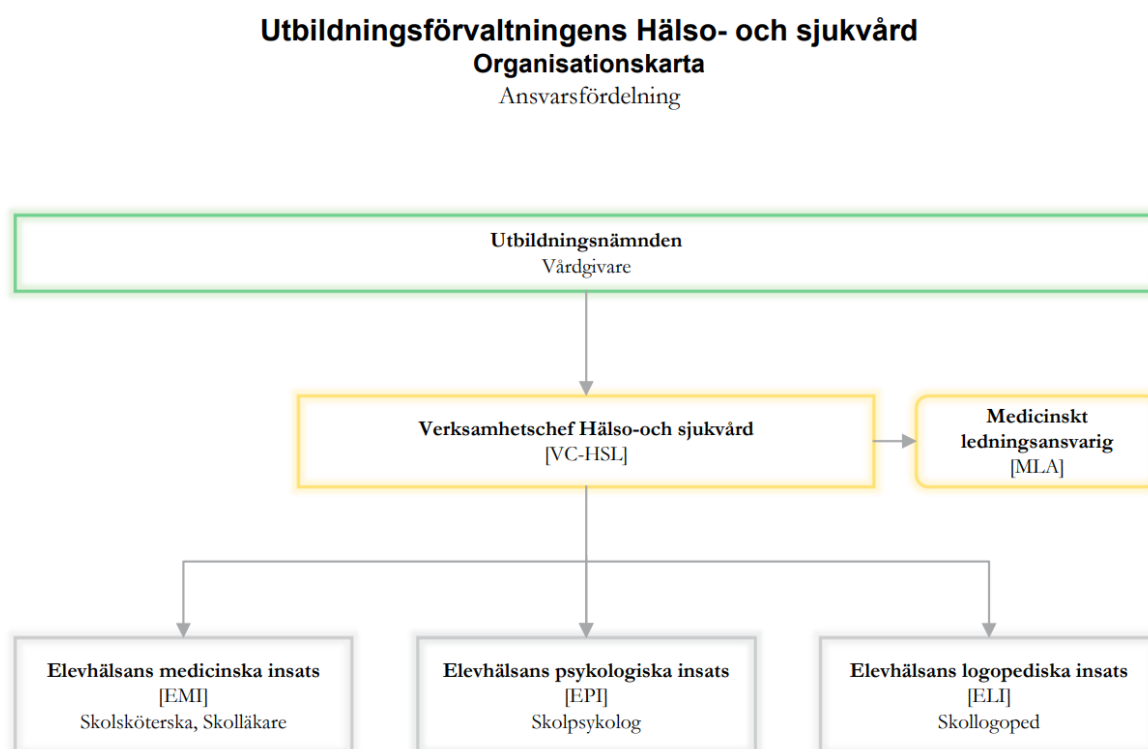 Utbildningsförvaltningens Hälso- och sjukvård
Organisationskarta
Ansvarsfördelning
Utbildningsnämnden
Vårdgivare
Verksamhetschef Hälso-och sjukvård
[VC-HSL]
Medicinskt
ledningsansvarig
[MLA]
Elevhälsans medicinska insats
[EMI]
Skolsköterska, Skolläkare
Elevhälsans psykologiska insats
[EPI]
Skolpsykolog
Elevhälsans logopediska insats
[ELI]
Skollogoped